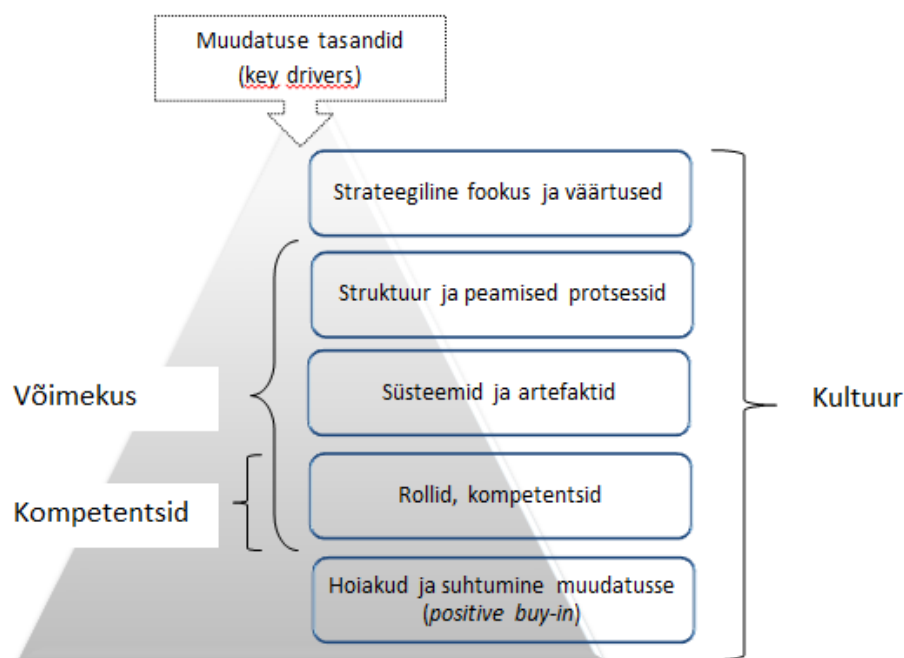 Muudatuse tasandid
(key drivers)
Strateegiline fookus ja väärtused
Struktuur ja peamised protsessid
Võimekus
Süsteemid ja artefaktid
Kultuur
Kompetentsid
Rollid, kompetentsid
Hoiakud ja suhtumine muudatusse
(positive buy-in)